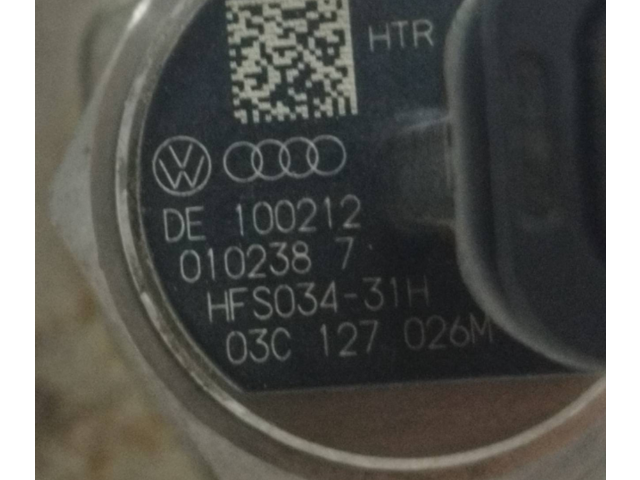 HTR
DE 100212
010238 7
HFS034-31H
03C 127 026M